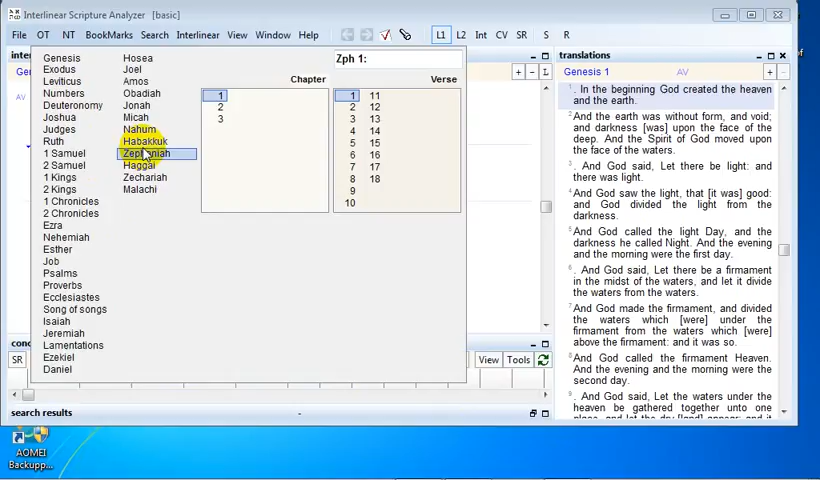 Interlinear Scripture Analyzer [basic]
File OT NT BookMarks Search Interlinear View Window Help L1 L2 Int CV SR S R
Genesis
Exodus
Leviticus
Numbers
Deuteronomy
Joshua
Judges
Ruth
1 Samuel
2 Samuel
1 Kings
2 Kings
1 Chronicles
2 Chronicles
Ezra
Nehemiah
Esther
Job
Psalms
Proverbs
Ecclesiastes
Song of songs
Isaiah
Jeremiah
Lamentations
Ezekiel
Daniel
Hosea
Joel
Amos
Obadiah
Jonah
Micah
Nahum
Habakkuk
Zephaniah
Haggai
Zechariah
Malachi
Zph 1:
Chapter
1
2
3
Verse
1 11
2 12
3 13
4 14
5 15
6 16
7 17
8 18
9
10
AV
SR
View Tools
search results
-
translations
Genesis 1 AV
1 . In the beginning God created the heaven
and the earth.
2 And the earth was without form, and void;
and darkness [was] upon the face of the
deep. And the Spirit of God moved upon
the face of the waters.
3 . And God said, Let there be light: and
there was light.
4 And God saw the light, that [it was] good:
and God divided the light from the
darkness.
5 And God called the light Day, and the
darkness he called Night. And the evening
and the morning were the first day.
6 . And God said, Let there be a firmament
in the midst of the waters, and let it divide
the waters from the waters.
7 And God made the firmament, and divided
the waters which [were] under the
firmament from the waters which [were]
above the firmament: and it was so.
8 And God called the firmament Heaven.
And the evening and the morning were the
second day.
9 . And God said, Let the waters under the
heaven be gathered together unto one
AOMEI
Backupp...